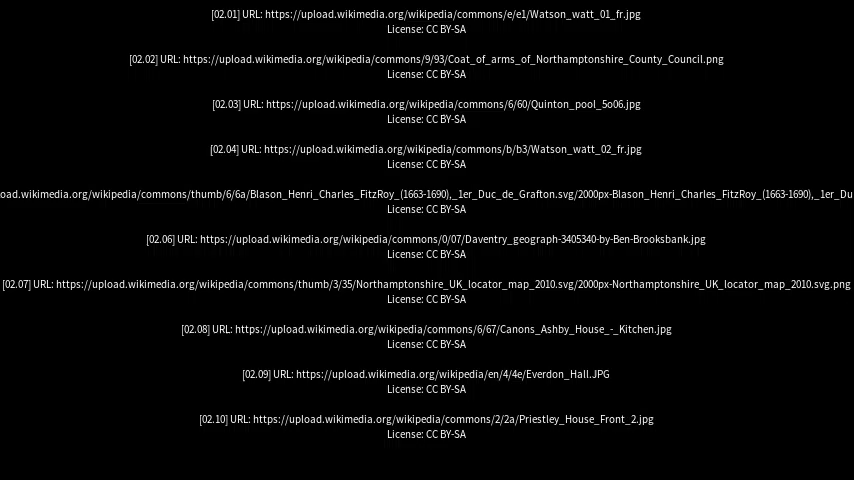 [02.01] URL: https://upload.wikimedia.org/wikipedia/commons/e/e1/Watson_watt_01_fr.jpg
License: CC BY-SA
[02.02] URL: https://upload.wikimedia.org/wikipedia/commons/9/93/Coat_of_arms_of_Northamptonshire_County_Council.png
License: CC BY-SA
[02.03] URL: https://upload.wikimedia.org/wikipedia/commons/6/60/Quinton_pool_5o06.jpg
License: CC BY-SA
[02.04] URL: https://upload.wikimedia.org/wikipedia/commons/b/b3/Watson_watt_02_fr.jpg
License: CC BY-SA
oad.wikimedia.org/wikipedia/commons/thumb/6/6a/Blason_Henri_Charles_FitzRoy_(1663-1690),_1er_Duc_de_Grafton.svg/2000px-Blason_Henri_Charles_FitzRoy_(1663-1690),_1er_Du
License: CC BY-SA
[02.06] URL: https://upload.wikimedia.org/wikipedia/commons/0/07/Daventry_geograph-3405340-by-Ben-Brooksbank.jpg
License: CC BY-SA
[02.07] URL: https://upload.wikimedia.org/wikipedia/commons/thumb/3/35/Northamptonshire_UK_locator_map_2010.svg/2000px-Northamptonshire_UK_locator_map_2010.svg.png
License: CC BY-SA
[02.08] URL: https://upload.wikimedia.org/wikipedia/commons/6/67/Canons_Ashby_House_-_Kitchen.jpg
License: CC BY-SA
[02.09] URL: https://upload.wikimedia.org/wikipedia/en/4/4e/Everdon_Hall.JPG
License: CC BY-SA
[02.10] URL: https://upload.wikimedia.org/wikipedia/commons/2/2a/Priestley_House_Front_2.jpg
License: CC BY-SA